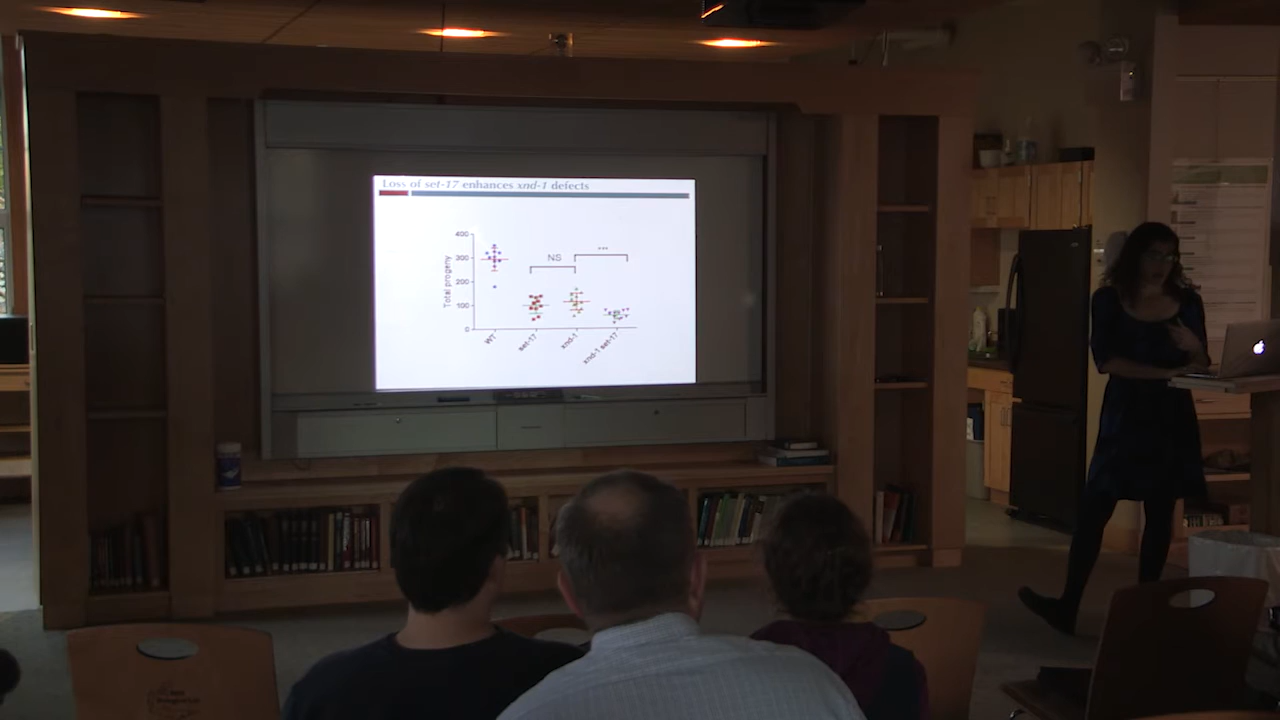 Loss of set-17 enhances xnd-1 defects
400
300
200
100
0
Total progeny
NS
***
WT
set-17
xnd-1
xnd-1 set-17